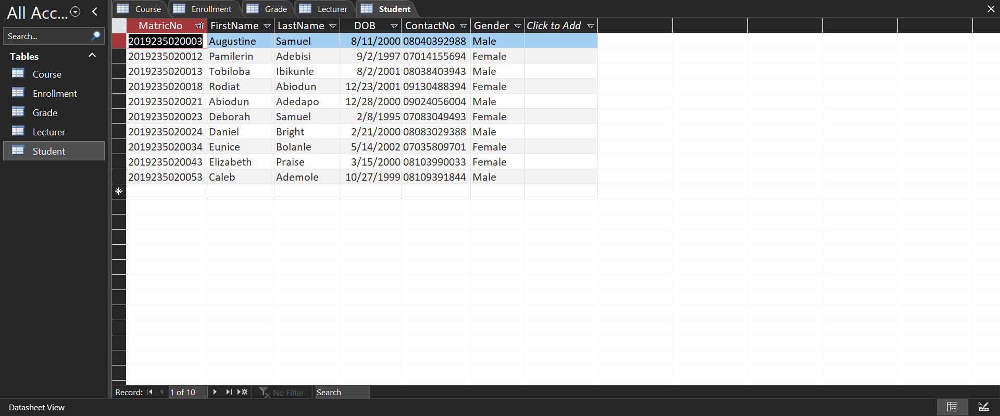 All Acc...
Search...
Tables
Course
Enrollment
Grade
Lecturer
Student
Course Enrollment Grade Lecturer Student
MatricNo FirstName LastName DOB ContactNo Gender Click to Add
2019235020003 Augustine Samuel 8/11/2000 08040392988 Male
2019235020012 Pamilerin Adebisi 9/2/1997 07014155694 Female
2019235020013 Tobiloba Ibikunle 8/2/2001 08038403943 Male
2019235020018 Rodiat Abiodun 12/23/2001 09130488394 Female
2019235020021 Abiodun Adedapo 12/28/2000 09024056004 Male
2019235020023 Deborah Samuel 2/8/1995 07083049493 Female
2019235020024 Daniel Bright 2/21/2000 08083029388 Male
2019235020034 Eunice Bolanle 5/14/2002 07035809701 Female
2019235020043 Elizabeth Praise 3/15/2000 08103990033 Female
2019235020053 Caleb Ademole 10/27/1999 08109391844 Male
Record: 1 of 10 No Filter Search
Datasheet View